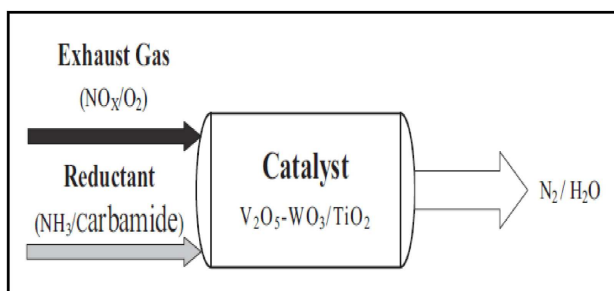 Exhaust Gas
(NOX/O2)
Reductant
(NH3/Carbamide)
Catalyst
V2O5-WO3/TiO2
N2 / H2O